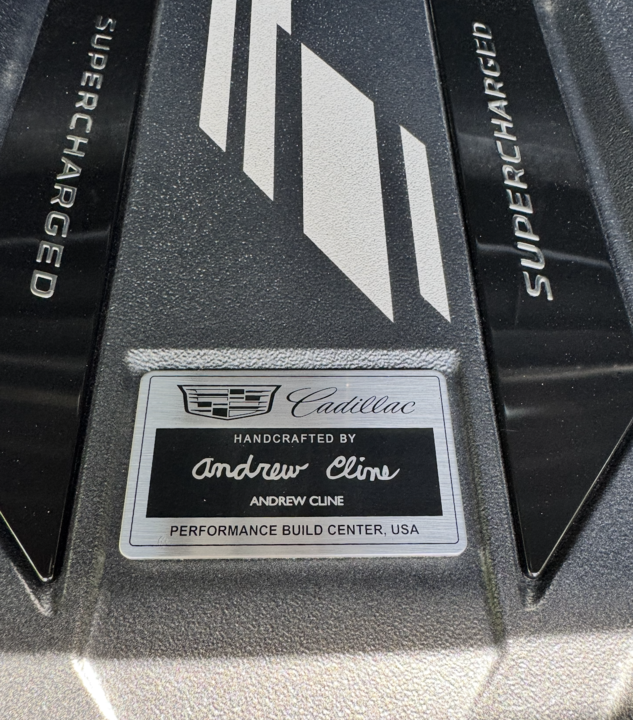 SUPERCHARGED
SUPERCHARGED
Cadillac
HANDCRAFTED BY
Andrew Cline
ANDREW CLINE
PERFORMANCE BUILD CENTER, USA